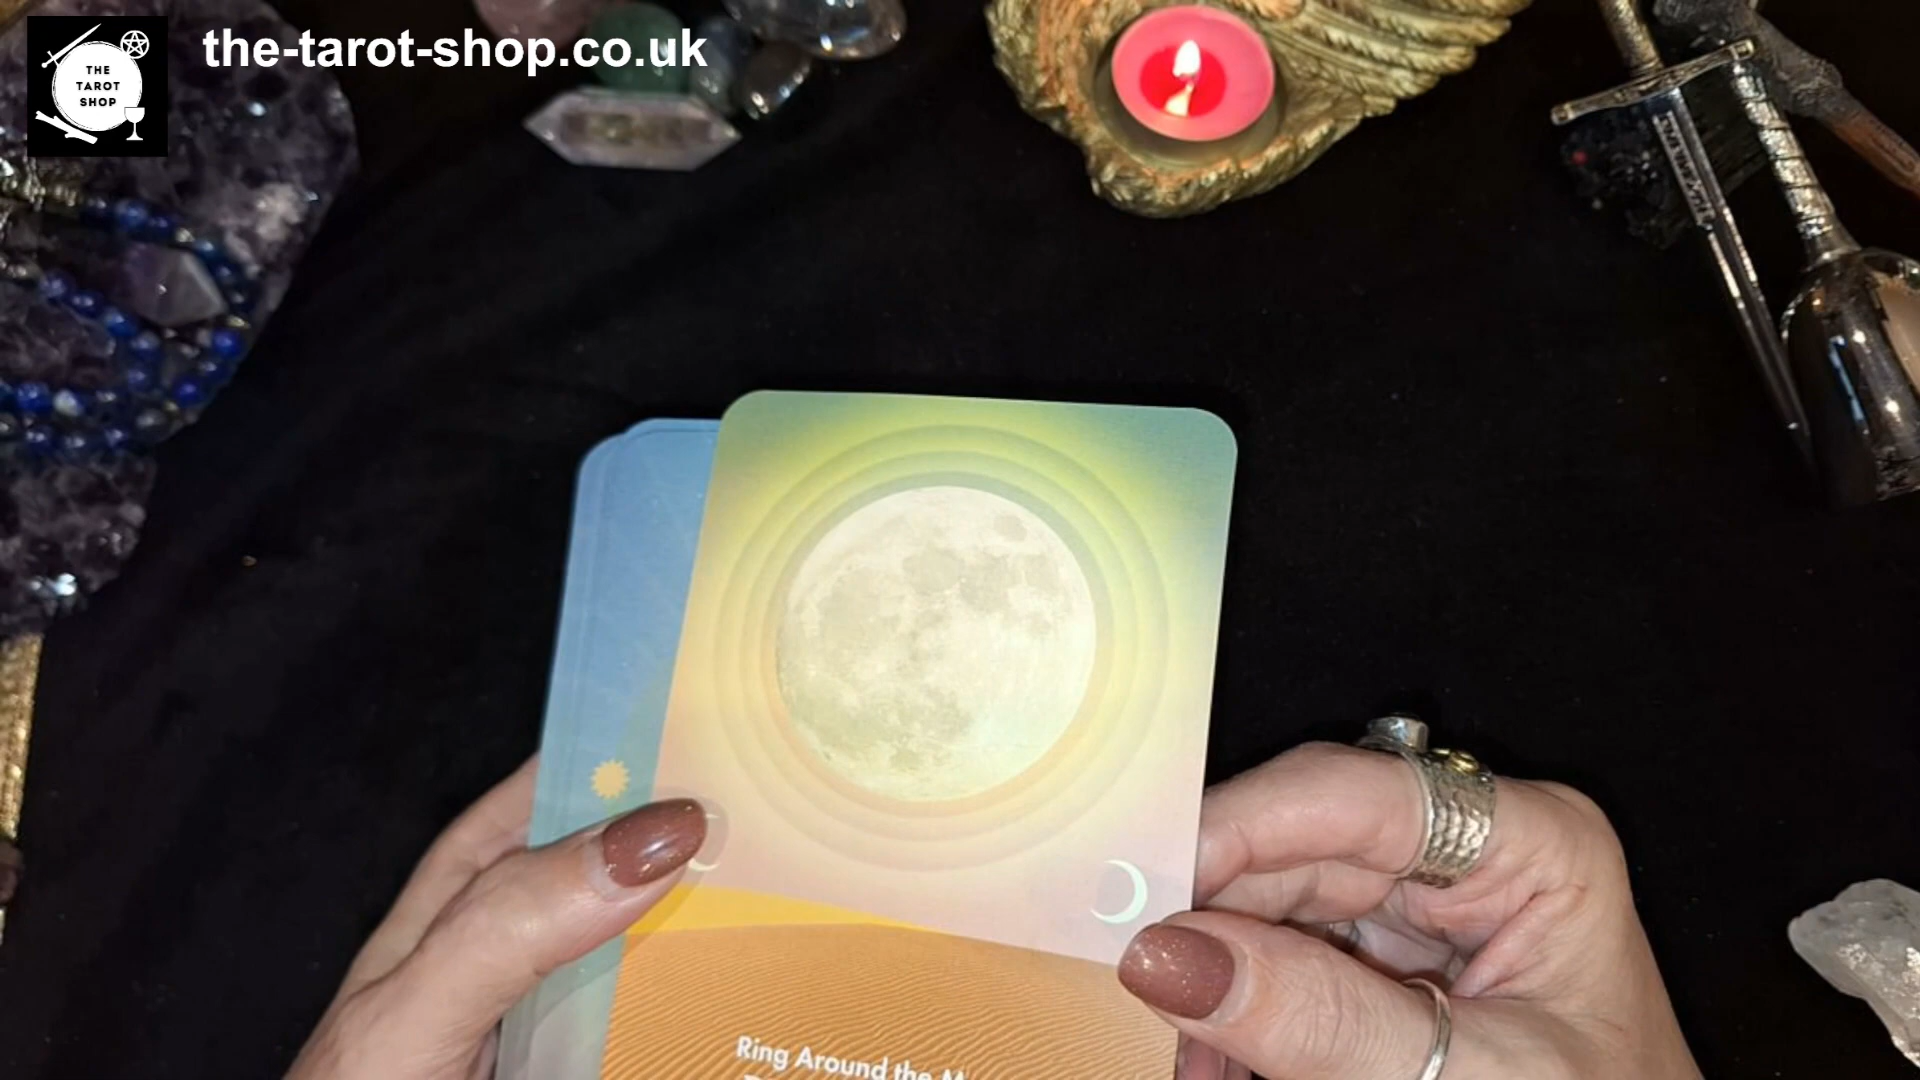 THE
TAROT
SHOP
the-tarot-shop.co.uk
Ring Around the